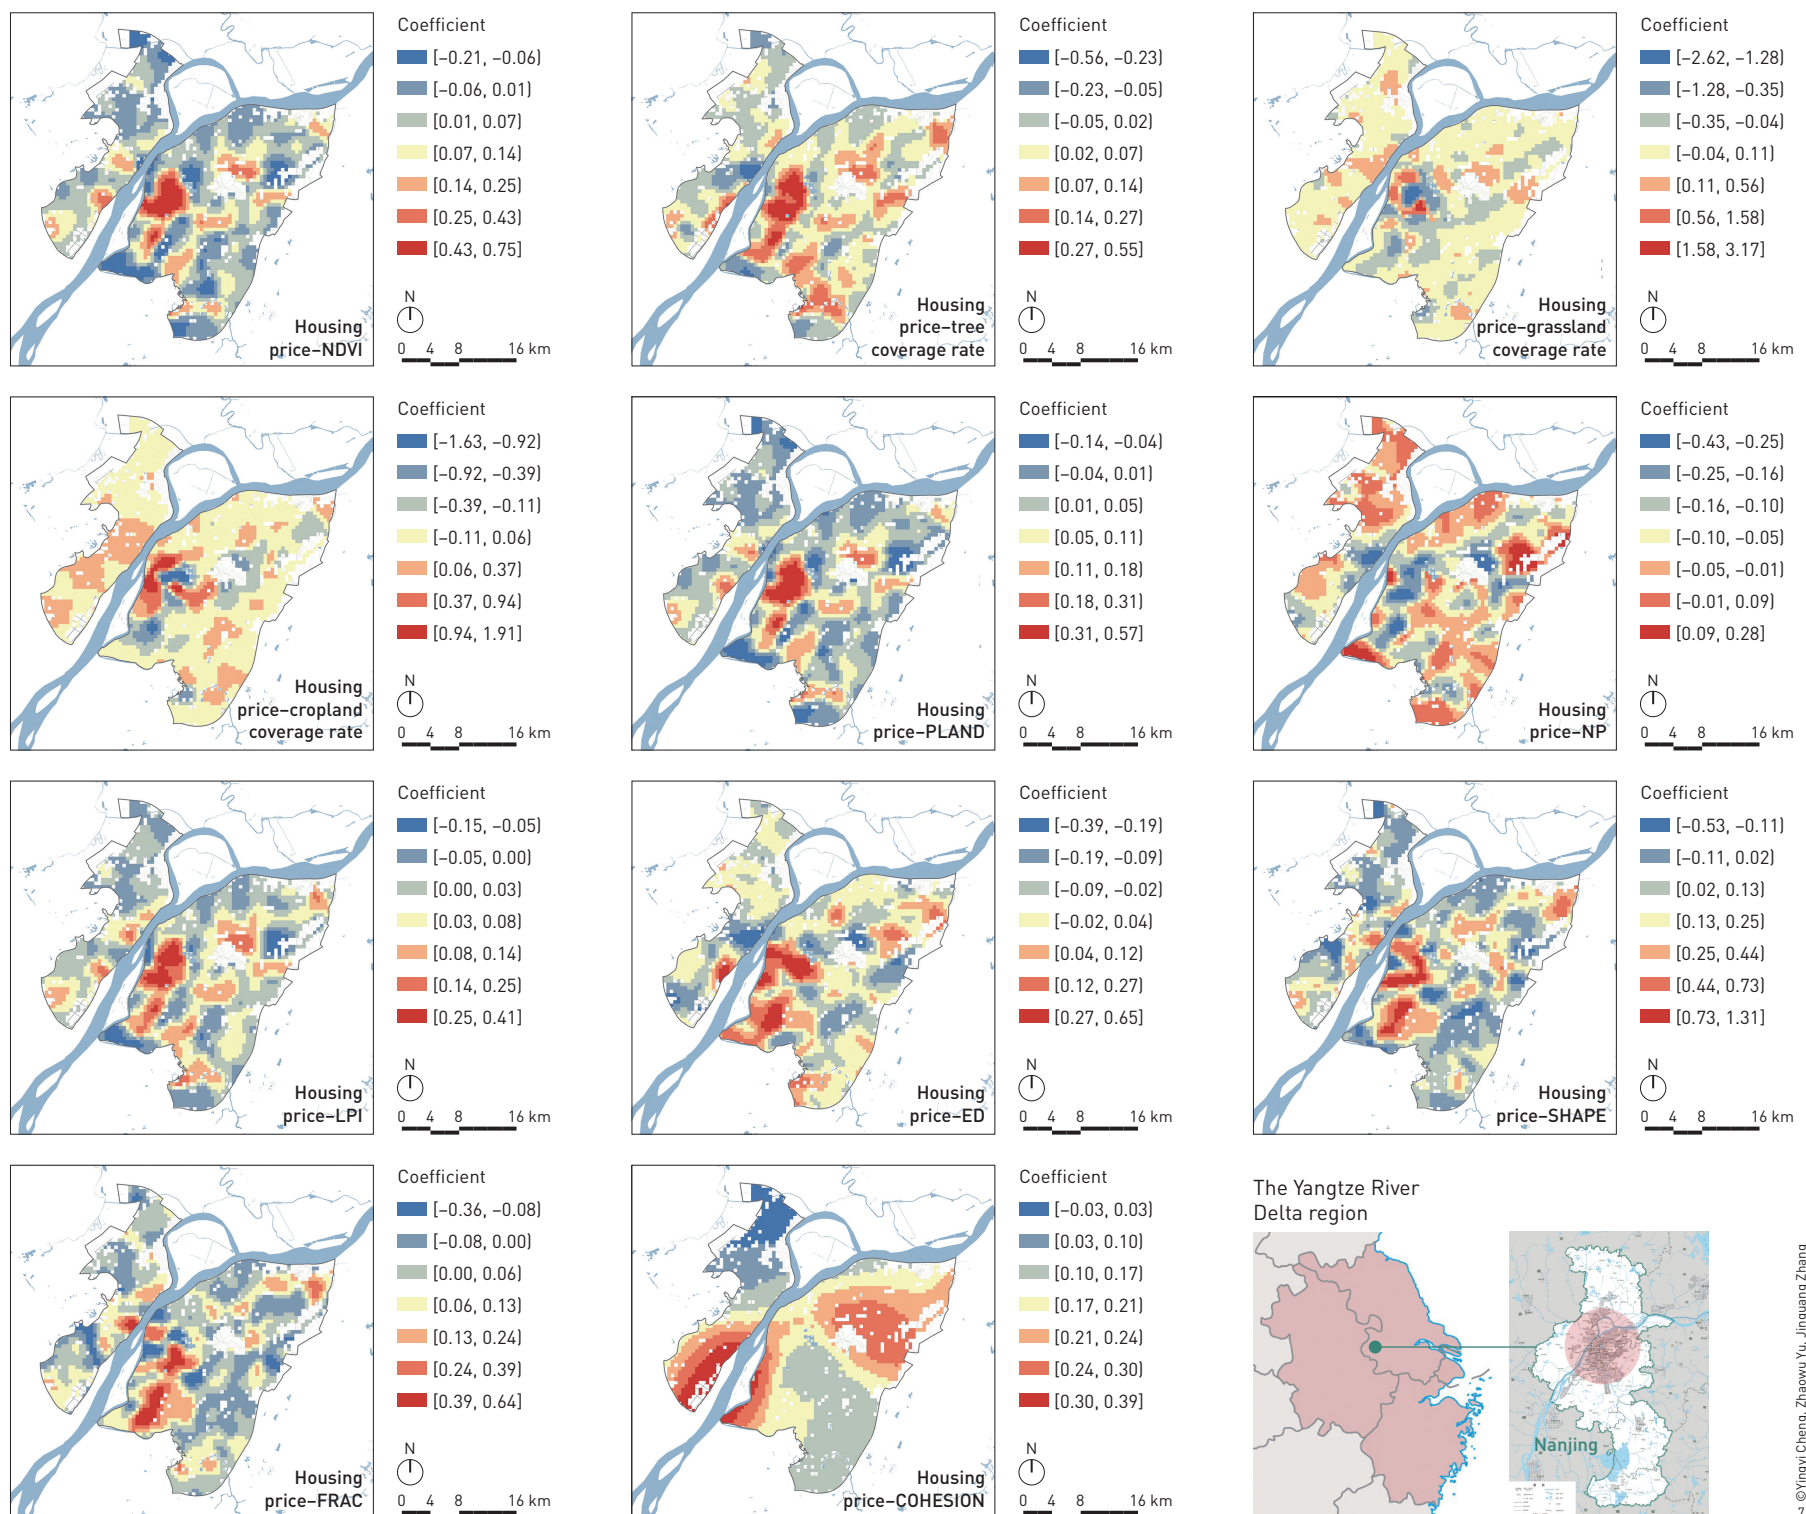 Coefficient
[−0.21, −0.06)
[−0.06, 0.01)
[0.01, 0.07)
[0.07, 0.14)
[0.14, 0.25)
[0.25, 0.43)
[0.43, 0.75]
N
0 4 8 16 km
Housing
price–NDVI
Coefficient
[−0.56, −0.23)
[−0.23, −0.05)
[−0.05, 0.02)
[0.02, 0.07)
[0.07, 0.14)
[0.14, 0.27)
[0.27, 0.55]
N
0 4 8 16 km
Housing
price–tree
coverage rate
Coefficient
[−2.62, −1.28)
[−1.28, −0.35)
[−0.35, −0.04)
[−0.04, 0.11)
[0.11, 0.56)
[0.56, 1.58)
[1.58, 3.17]
N
0 4 8 16 km
Housing
price–grassland
coverage rate
Coefficient
[−1.63, −0.92)
[−0.92, −0.39)
[−0.39, −0.11)
[−0.11, 0.06)
[0.06, 0.37)
[0.37, 0.94)
[0.94, 1.91]
N
0 4 8 16 km
Housing
price–cropland
coverage rate
Coefficient
[−0.14, −0.04)
[−0.04, 0.01)
[0.01, 0.05)
[0.05, 0.11)
[0.11, 0.18)
[0.18, 0.31)
[0.31, 0.57]
N
0 4 8 16 km
Housing
price–PLAND
Coefficient
[−0.43, −0.25)
[−0.25, −0.16)
[−0.16, −0.10)
[−0.10, −0.05)
[−0.05, −0.01)
[−0.01, 0.09)
[0.09, 0.28]
N
0 4 8 16 km
Housing
price–NP
Coefficient
[−0.15, −0.05)
[−0.05, 0.00)
[0.00, 0.03)
[0.03, 0.08)
[0.08, 0.14)
[0.14, 0.25)
[0.25, 0.41]
N
0 4 8 16 km
Housing
price–LPI
Coefficient
[−0.39, −0.19)
[−0.19, −0.09)
[−0.09, −0.02)
[−0.02, 0.04)
[0.04, 0.12)
[0.12, 0.27)
[0.27, 0.65]
N
0 4 8 16 km
Housing
price–ED
Coefficient
[−0.53, −0.11)
[−0.11, 0.02)
[0.02, 0.13)
[0.13, 0.25)
[0.25, 0.44)
[0.44, 0.73)
[0.73, 1.31]
N
0 4 8 16 km
Housing
price–SHAPE
Coefficient
[−0.36, −0.08)
[−0.08, 0.00)
[0.00, 0.06)
[0.06, 0.13)
[0.13, 0.24)
[0.24, 0.39)
[0.39, 0.64]
N
0 4 8 16 km
Housing
price–FRAC
Coefficient
[−0.03, 0.03)
[0.03, 0.10)
[0.10, 0.17)
[0.17, 0.21)
[0.21, 0.24)
[0.24, 0.30)
[0.30, 0.39]
N
0 4 8 16 km
Housing
price–COHESION
The Yangtze River
Delta region
Nanjing
7 ©Yingyi Cheng, Zhaowu Yu, Jinguang Zhang